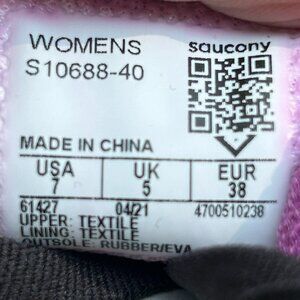 WOMENS saucony
S10688-40
MADE IN CHINA
USA UK EUR
7 5 38
61427 04/21 4700510238
UPPER: TEXTILE
LINING: TEXTILE
OUTSOLE: RUBBER/EVA